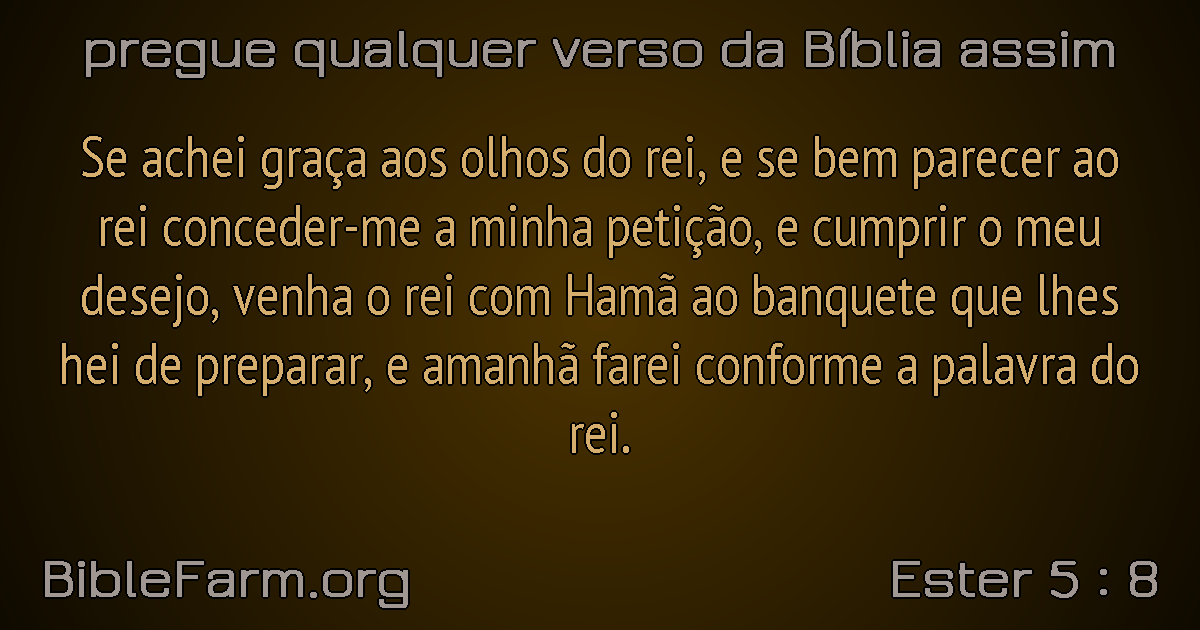 pregue qualquer verso da Bíblia assim
Se achei graça aos olhos do rei, e se bem parecer ao
rei conceder-me a minha petição, e cumprir o meu
desejo, venha o rei com Hamã ao banquete que lhes
hei de preparar, e amanhã farei conforme a palavra do
rei.
BibleFarm.org
Ester 5 : 8